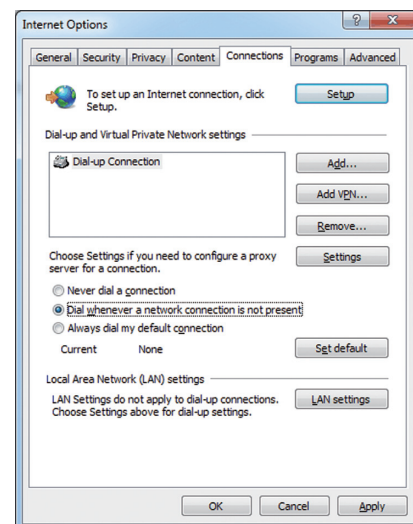 Internet Options
General Security Privacy Content Connections Programs Advanced
To set up an Internet connection, click
Setup.
Setup
Dial-up and Virtual Private Network settings
Dial-up Connection
Add...
Add VPN...
Remove...
Choose Settings if you need to configure a proxy
server for a connection.
Settings
Never dial a connection
Dial whenever a network connection is not present
Always dial my default connection
Current None
Set default
Local Area Network (LAN) settings
LAN Settings do not apply to dial-up connections.
Choose Settings above for dial-up settings.
LAN settings
OK Cancel Apply